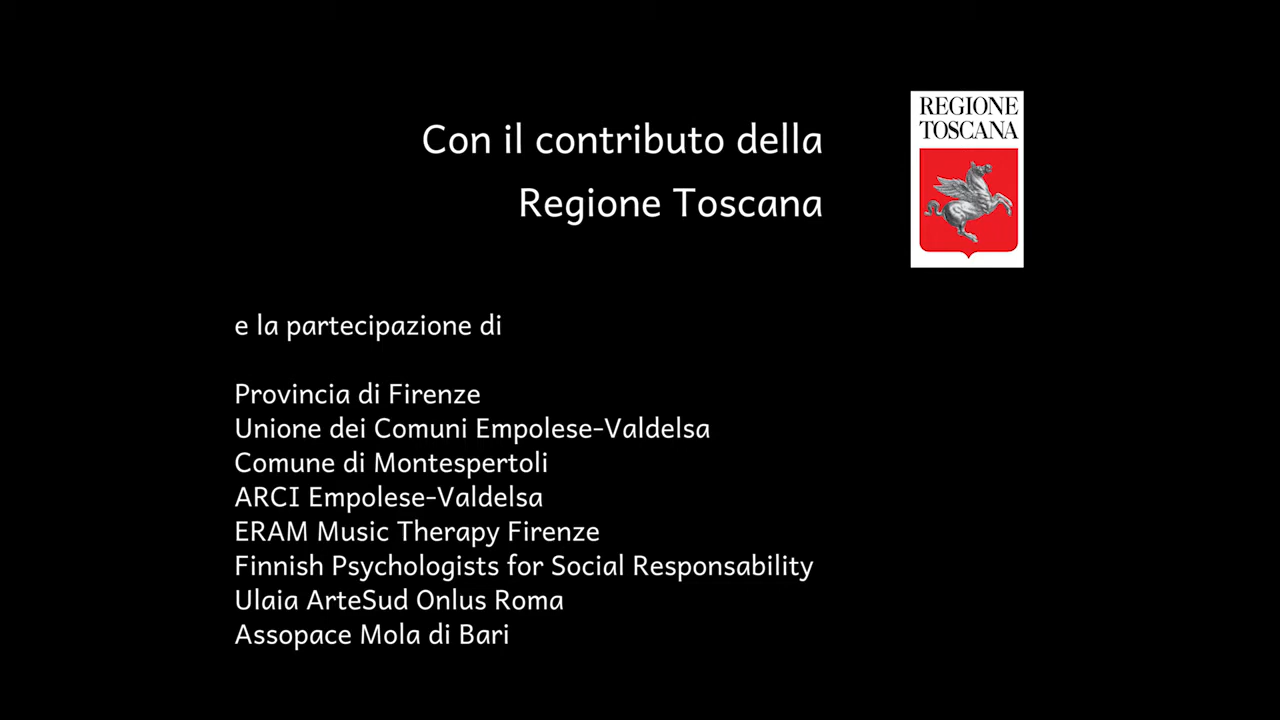 Con il contributo della
Regione Toscana
REGIONE
TOSCANA
e la partecipazione di
Provincia di Firenze
Unione dei Comuni Empolese-Valdelsa
Comune di Montespertoli
ARCI Empolese-Valdelsa
ERAM Music Therapy Firenze
Finnish Psychologists for Social Responsability
Ulaia ArteSud Onlus Roma
Assopace Mola di Bari